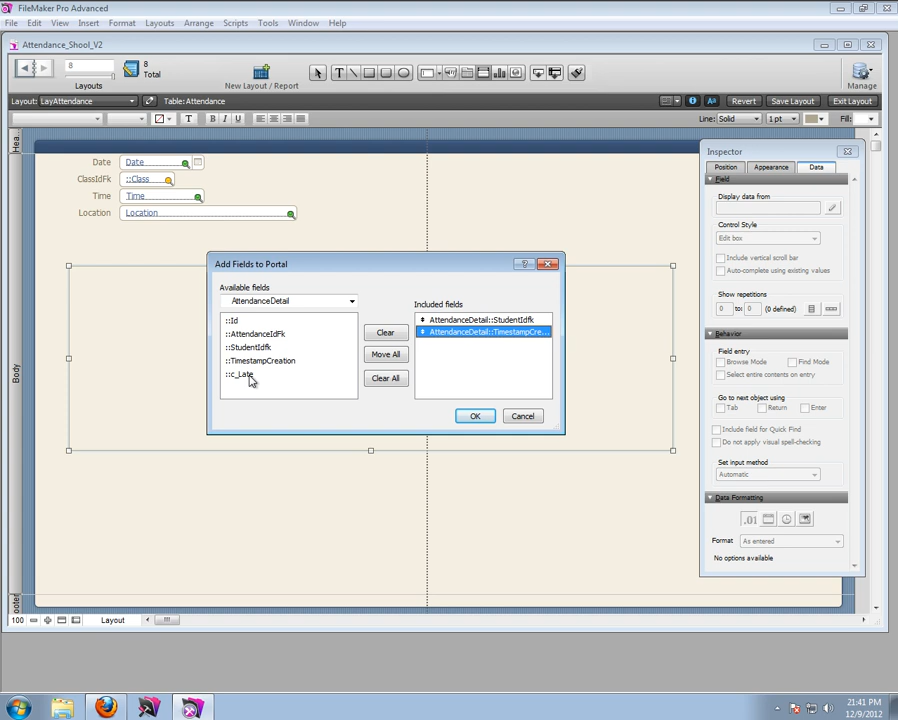 FileMaker Pro Advanced
File Edit View Insert Format Layouts Arrange Scripts Tools Window Help
Attendance_Shool_V2
8
8
Total
Layouts
New Layout / Report
Manage
Layout: LayAttendance
Table: Attendance
Aa
Revert
Save Layout
Exit Layout
T
B I U
Line: Solid
1 pt
Fill:
Hea...
Date
Date
ClassIdFk
::Class
Time
Time
Location
Location
Body
Footer
Add Fields to Portal
Available fields
AttendanceDetail
::Id
::AttendanceIdFk
::StudentIdfk
::TimestampCreation
::c_Late
Clear
Move All
Clear All
Included fields
AttendanceDetail::StudentIdfk
AttendanceDetail::TimestampCre...
OK
Cancel
Inspector
Position
Appearance
Data
Field
Display data from
Control Style
Edit box
Include vertical scroll bar
Auto-complete using existing values
Show repetitions
0 to: 0 (0 defined)
Behavior
Field entry
Browse Mode
Find Mode
Select entire contents on entry
Go to next object using
Tab
Return
Enter
Include field for Quick Find
Do not apply visual spell-checking
Set input method
Automatic
Data Formatting
.01
Format
As entered
No options available
100
Layout
21:41 PM
12/9/2012